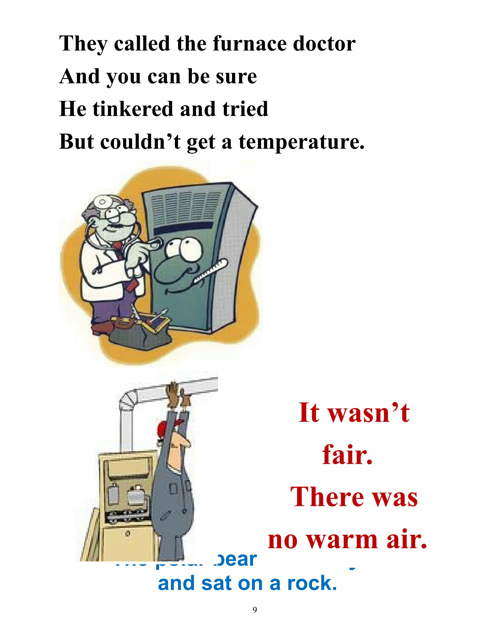 They called the furnace doctor
And you can be sure
He tinkered and tried
But couldn’t get a temperature.
It wasn’t
fair.
There was
no warm air.
bear
and sat on a rock.
9